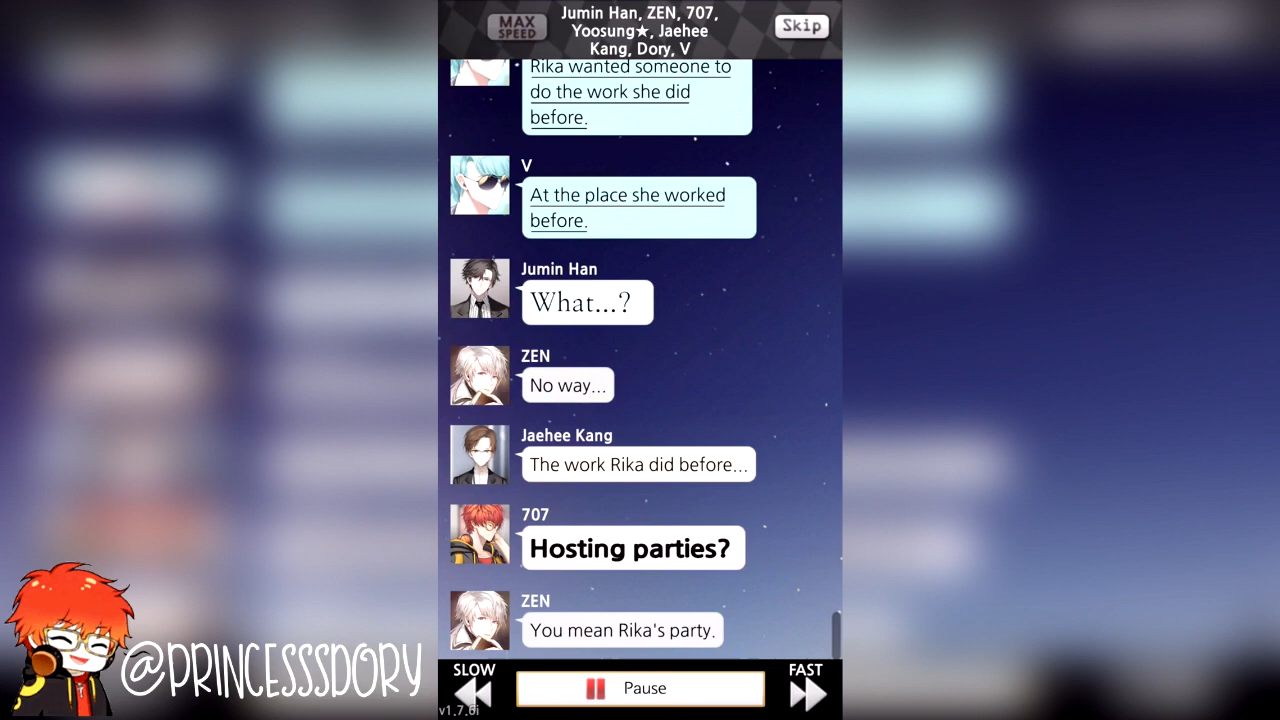 MAX
SPEED
Jumin Han, ZEN, 707,
Yoosung★, Jaehee
Kang, Dory, V
Skip
Rika wanted someone to
do the work she did
before.
V
At the place she worked
before.
Jumin Han
What...?
ZEN
No way...
Jaehee Kang
The work Rika did before...
707
Hosting parties?
ZEN
You mean Rika's party.
SLOW
Pause
FAST
v1.7.6i
@PRINCESSSDORY